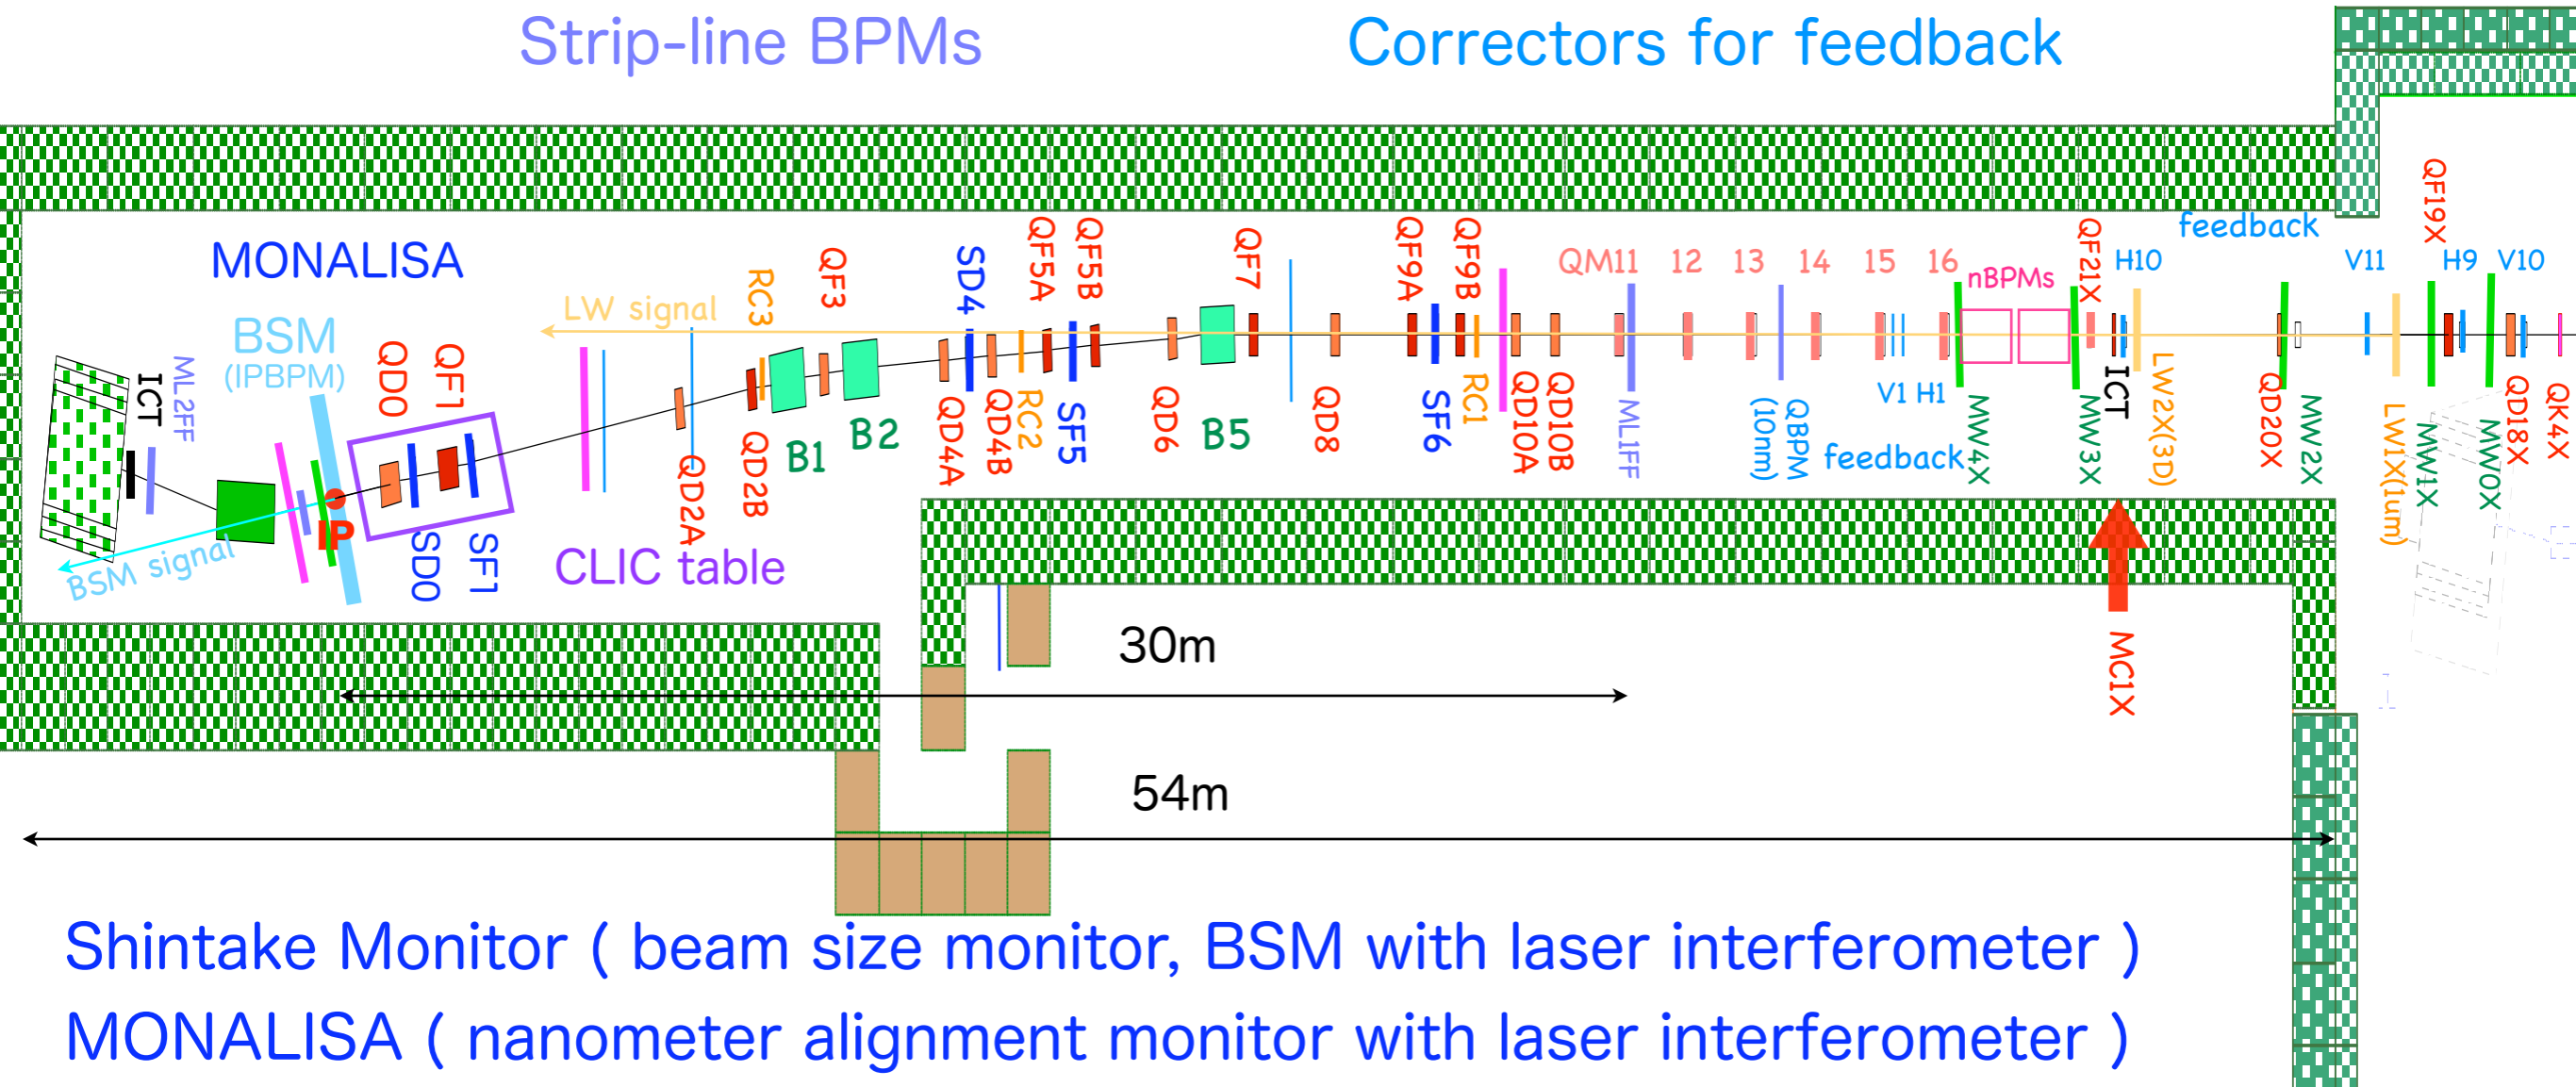 Strip-line BPMs
Correctors for feedback
MONALISA
BSM
(IPBPM)
ICT
ML2FF
QD0
QF1
IP
BSM signal
SD0
SF1
CLIC table
LW signal
QD2A
RC3
QD2B
QF3
B1
B2
SD4
QD4A
QD4B
QF5A
RC2
QF5B
SF5
QD6
QF7
B5
QD8
QF9A
SF6
QF9B
RC1
QD10A
QD10B
QM11
12
13
14
15
16
ML1FF
QBPM
(10nm)
V1 H1
feedback
nBPMs
MW4X
QF21X
MW3X
H10
ICT
LW2X(3D)
MC1X
feedback
QD20X
MW2X
V11
LW1X(1um)
QF19X
MW1X
H9
V10
MW0X
QD18X
QK4X
30m
54m
Shintake Monitor ( beam size monitor, BSM with laser interferometer )
MONALISA ( nanometer alignment monitor with laser interferometer )